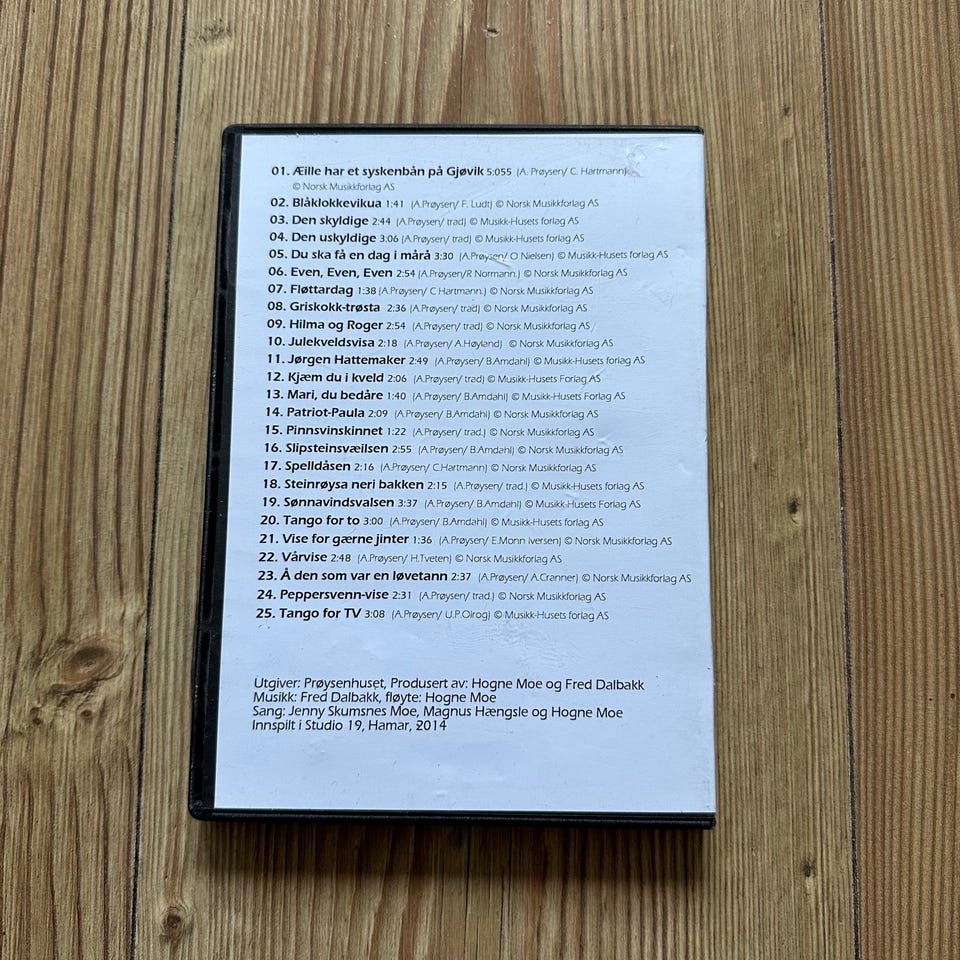 01. Æille har et syskenbån på Gjøvik 5:055 (A. Prøysen/ C. Hartmann)
© Norsk Musikkforlag AS
02. Blåklokkevikua 1:41 (A.Prøysen/ F. Ludt) © Norsk Musikkforlag AS
03. Den skyldige 2:44 (A.Prøysen/ trad) © Musikk-Husets forlag AS
04. Den uskyldige 3:06 (A.Prøysen/ trad) © Musikk-Husets forlag AS
05. Du ska få en dag i mårå 3:30 (A.Prøysen/ O Nielsen) © Musikk-Husets forlag AS
06. Even, Even, Even 2:54 (A.Prøysen/R Normann.) © Norsk Musikkforlag AS
07. Fløttardag 1:38 (A.Prøysen/ C Hartmann.) © Norsk Musikkforlag AS
08. Griskokk-trøsta 2:36 (A.Prøysen/ trad) © Norsk Musikkforlag AS
09. Hilma og Roger 2:54 (A.Prøysen/ trad) © Norsk Musikkforlag AS
10. Julekveldsvisa 2:18 (A.Prøysen/ A.Høyland) © Norsk Musikkforlag AS
11. Jørgen Hattemaker 2:49 (A.Prøysen/ B.Amdahl) © Musikk-Husets forlag AS
12. Kjæm du i kveld 2:06 (A.Prøysen/ trad) © Musikk-Husets Forlag AS
13. Mari, du bedåre 1:40 (A.Prøysen/ B.Amdahl) © Musikk-Husets Forlag AS
14. Patriot-Paula 2:09 (A.Prøysen/ B.Amdahl) © Norsk Musikkforlag AS
15. Pinnsvinskinnet 1:22 (A.Prøysen/ trad.) © Norsk Musikkforlag AS
16. Slipsteinsvæilsen 2:55 (A.Prøysen/ B.Amdahl) © Norsk Musikkforlag AS
17. Spelldåsen 2:16 (A.Prøysen/ C.Hartmann) © Norsk Musikkforlag AS
18. Steinrøysa neri bakken 2:15 (A.Prøysen/ trad.) © Musikk-Husets forlag AS
19. Sønnavindsvalsen 3:37 (A.Prøysen/ B.Amdahl) © Musikk-Husets Forlag AS
20. Tango for to 3:00 (A.Prøysen/ B.Amdahl) © Musikk-Husets forlag AS
21. Vise for gærne jinter 1:36 (A.Prøysen/ E.Monn iversen) © Norsk Musikkforlag AS
22. Vårvise 2:48 (A.Prøysen/ H.Tveten) © Norsk Musikkforlag AS
23. Å den som var en løvetann 2:37 (A.Prøysen/ A.Cranner) © Norsk Musikkforlag AS
24. Peppersvenn-vise 2:31 (A.Prøysen/ trad.) © Norsk Musikkforlag AS
25. Tango for TV 3:08 (A.Prøysen/ U.P.Olrog) © Musikk-Husets forlag AS
Utgiver: Prøysenhuset, Produsert av: Hogne Moe og Fred Dalbakk
Musikk: Fred Dalbakk, fløyte: Hogne Moe
Sang: Jenny Skumsnes Moe, Magnus Hængsle og Hogne Moe
Innspilt i Studio 19, Hamar, 2014